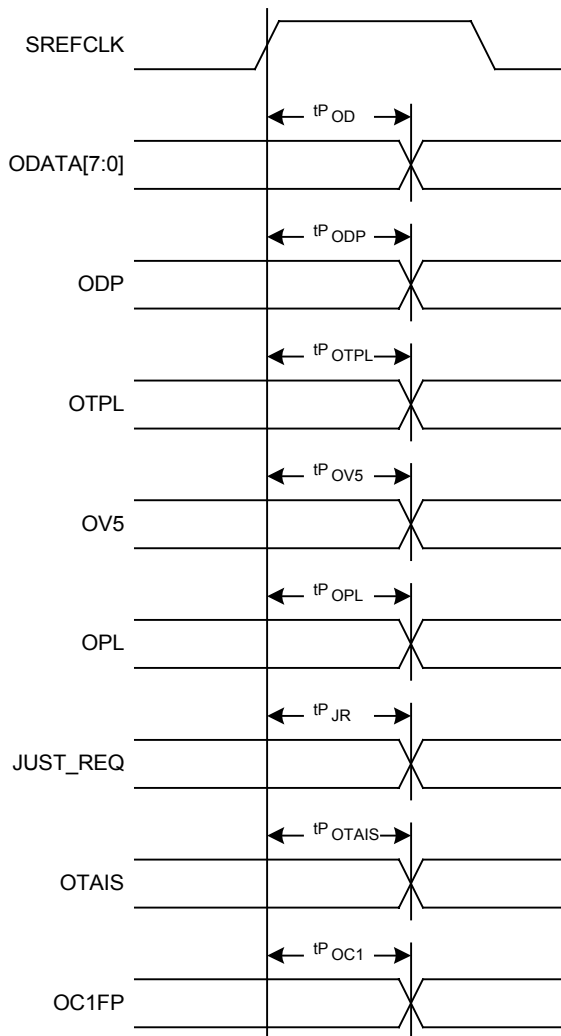 SREFCLK
tP OD
ODATA[7:0]
tP ODP
ODP
tP OTPL
OTPL
tP OV5
OV5
tP OPL
OPL
tP JR
JUST_REQ
tP OTAIS
OTAIS
tP OC1
OC1FP